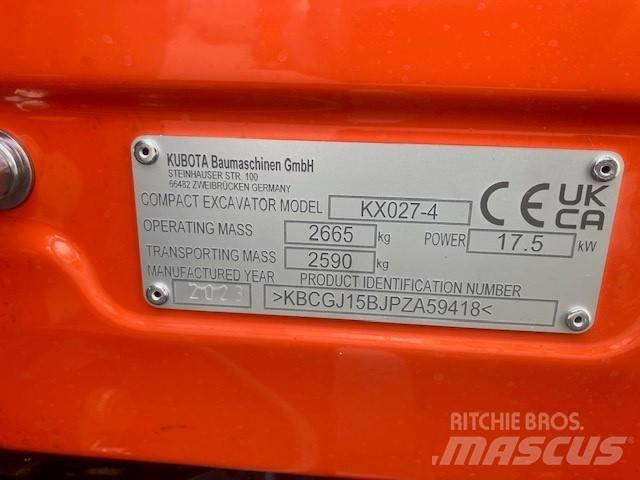 KUBOTA Baumaschinen GmbH
STEINHAUSER STR. 100
66482 ZWEIBRÜCKEN GERMANY
COMPACT EXCAVATOR MODEL KX027-4
OPERATING MASS 2665 kg POWER 17.5 kW
TRANSPORTING MASS 2590 kg
MANUFACTURED YEAR PRODUCT IDENTIFICATION NUMBER
2023 >KBCGJ15BJPZA59418<
CE UK CA
RITCHIE BROS.
MASCUS